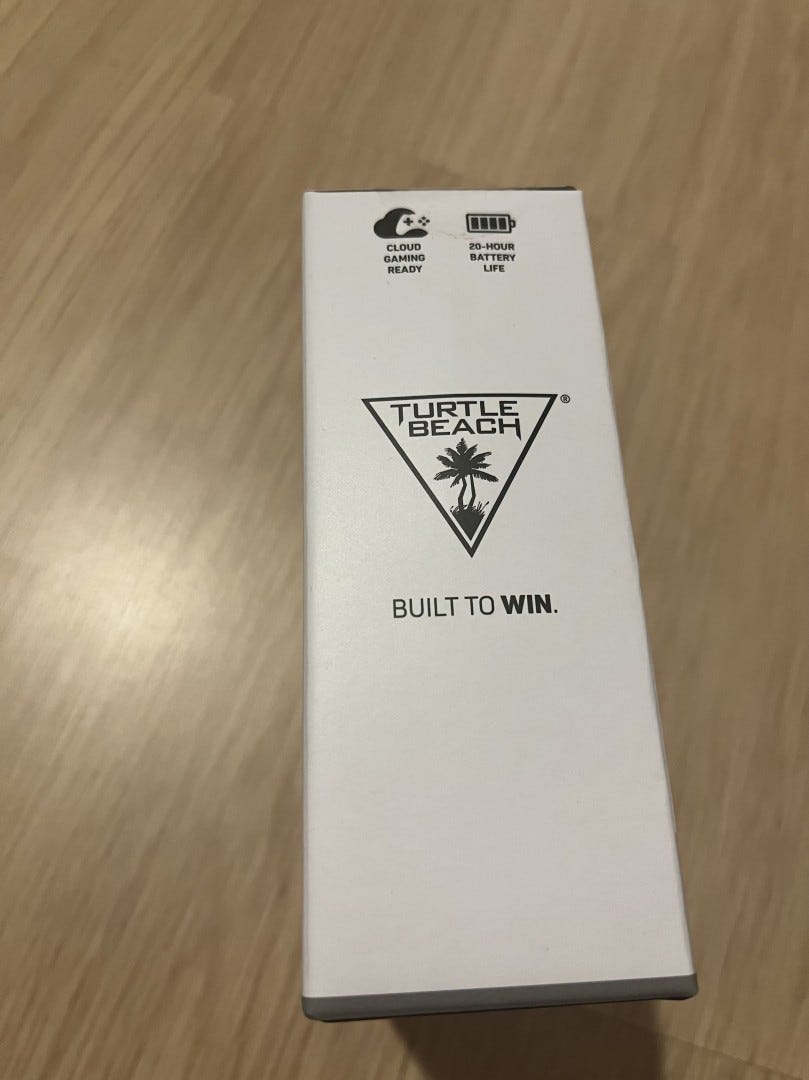 CLOUD
GAMING
READY
20-HOUR
BATTERY
LIFE
TURTLE
BEACH®
BUILT TO WIN.